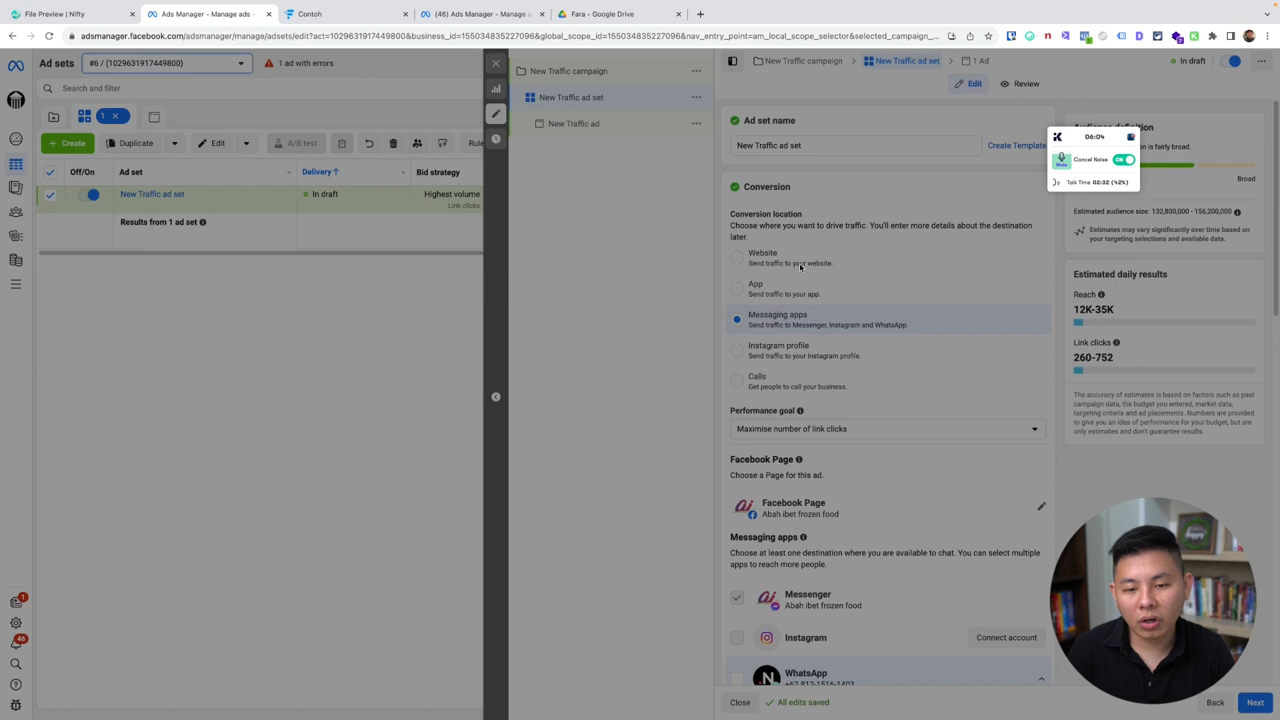 File Preview | Nifty
Ads Manager - Manage ads -
Contoh
(46) Ads Manager - Manage
Fara - Google Drive
adsmanager.facebook.com/adsmanager/manage/adsets/edit?act=1029631917449800&business_id=155034835227096&global_scope_id=155034835227096&nav_entry_point=am_local_scope_selector&selected_campaign_...
Ad sets
#6 / (1029631917449800)
1 ad with errors
Search and filter
1
+ Create
Duplicate
Edit
A/B test
Off/On
Ad set
Delivery ↑
Bid strategy
New Traffic ad set
In draft
Highest volume
Link clicks
Results from 1 ad set
1
46
New Traffic campaign
New Traffic ad set
New Traffic ad
New Traffic campaign
New Traffic ad set
1 Ad
In draft
Edit
Review
Ad set name
New Traffic ad set
Create Template
Conversion
Conversion location
Choose where you want to drive traffic. You'll enter more details about the destination
later.
Website
Send traffic to your website.
App
Send traffic to your app.
Messaging apps
Send traffic to Messenger, Instagram and WhatsApp.
Instagram profile
Send traffic to your Instagram profile.
Calls
Get people to call your business.
Performance goal
Maximise number of link clicks
Facebook Page
Choose a Page for this ad.
Facebook Page
Abah ibet frozen food
Messaging apps
Choose at least one destination where you are available to chat. You can select multiple
apps to reach more people.
Messenger
Abah ibet frozen food
Instagram
Connect account
WhatsApp
+62 812-1516-1403
Close
All edits saved
Back
Next
06:04
Mute
Cancel Noise
ON
Talk Time 02:32 (42%)
definition
is fairly broad.
Broad
Estimated audience size: 132,800,000 - 156,200,000
Estimates may vary significantly over time based on
your targeting selections and available data.
Estimated daily results
Reach
12K-35K
Link clicks
260-752
The accuracy of estimates is based on factors such as past
campaign data, the budget you entered, market data,
targeting criteria and ad placements. Numbers are provided
to give you an idea of performance for your budget, but
are only estimates and don't guarantee results.